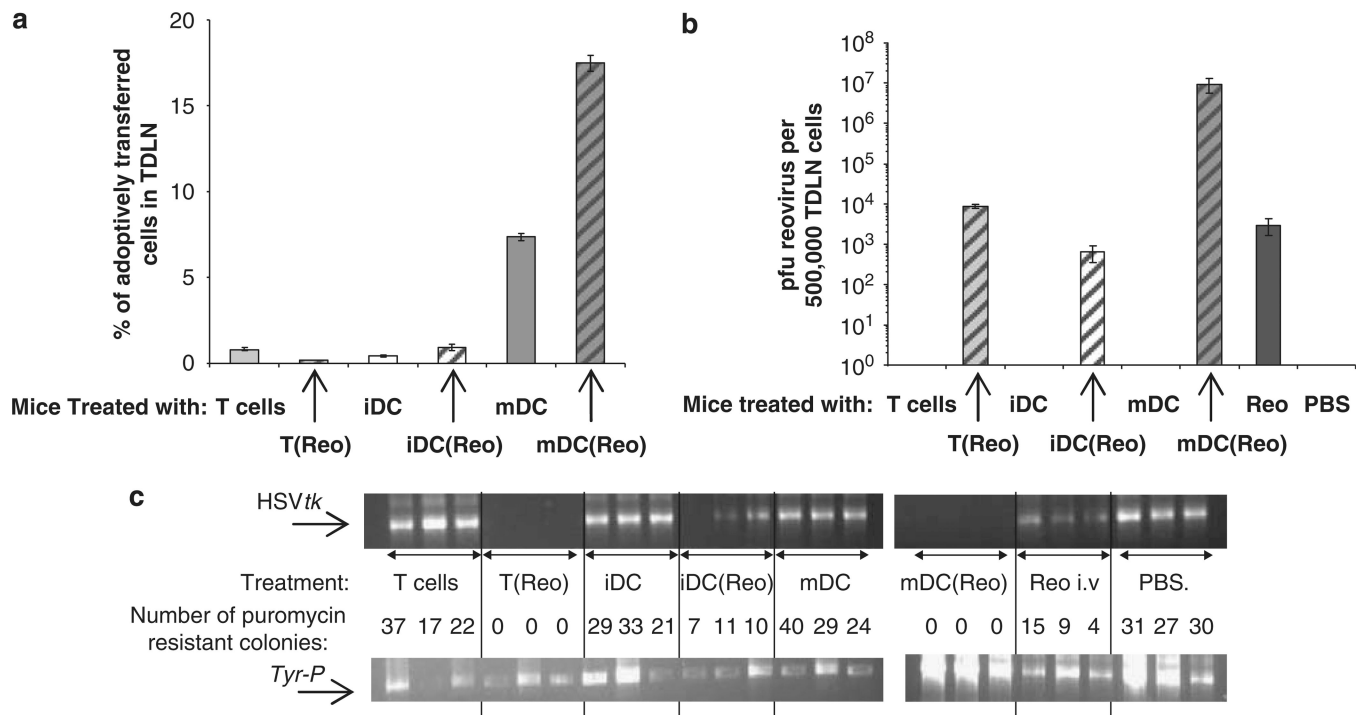 a
20
15
10
5
0
% of adoptively transferred
cells in TDLN
Mice Treated with: T cells iDC mDC
T(Reo) iDC(Reo) mDC(Reo)
b
10^8
10^7
10^6
10^5
10^4
10^3
10^2
10^1
10^0
pfu reovirus per
500,000 TDLN cells
Mice treated with: T cells iDC mDC Reo PBS
T(Reo) iDC(Reo) mDC(Reo)
c
HSVtk
Treatment: T cells T(Reo) iDC iDC(Reo) mDC mDC(Reo) Reo i.v PBS.
Number of puromycin
resistant colonies:
37 17 22 0 0 0 29 33 21 7 11 10 40 29 24 0 0 0 15 9 4 31 27 30
Tyr-P